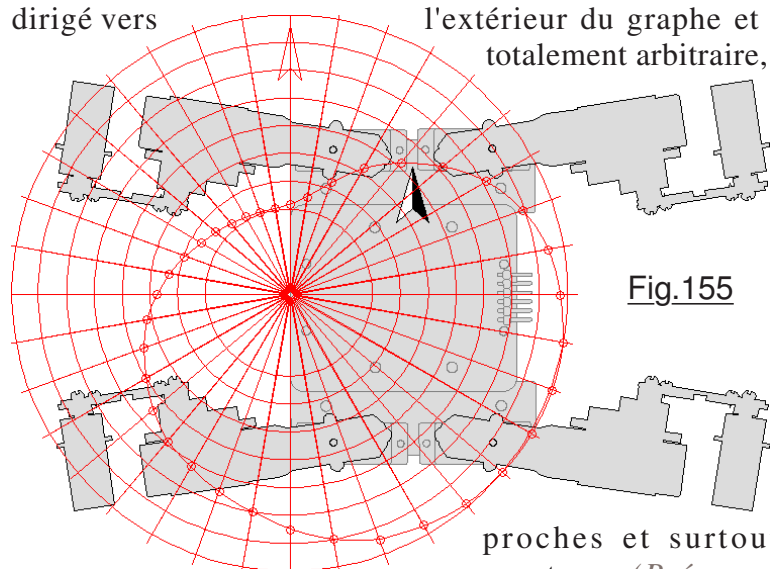 dirigé vers l'extérieur du graphe et
totalement arbitraire,
Fig.155
proches et surtou